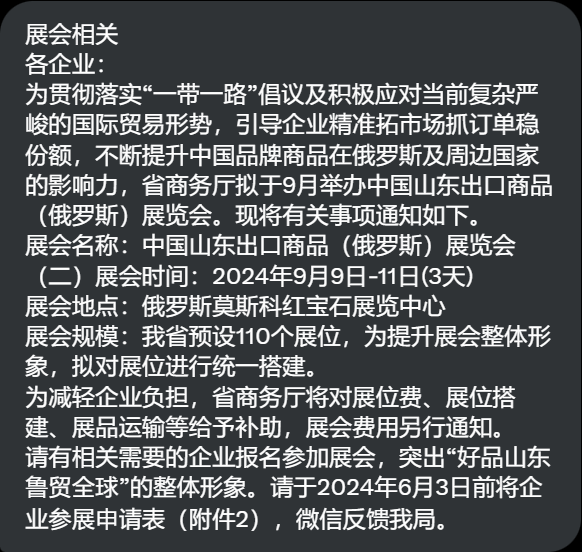 展会相关
各企业：
为贯彻落实“一带一路”倡议及积极应对当前复杂严
峻的国际贸易形势，引导企业精准拓市场抓订单稳
份额，不断提升中国品牌商品在俄罗斯及周边国家
的影响力，省商务厅拟于9月举办中国山东出口商品
（俄罗斯）展览会。现将有关事项通知如下。
展会名称：中国山东出口商品（俄罗斯）展览会
（二）展会时间：2024年9月9日-11日(3天)
展会地点：俄罗斯莫斯科红宝石展览中心
展会规模：我省预设110个展位，为提升展会整体形
象，拟对展位进行统一搭建。
为减轻企业负担，省商务厅将对展位费、展位搭
建、展品运输等给予补助，展会费用另行通知。
请有相关需要的企业报名参加展会，突出“好品山东
鲁贸全球”的整体形象。请于2024年6月3日前将企
业参展申请表（附件2），微信反馈我局。